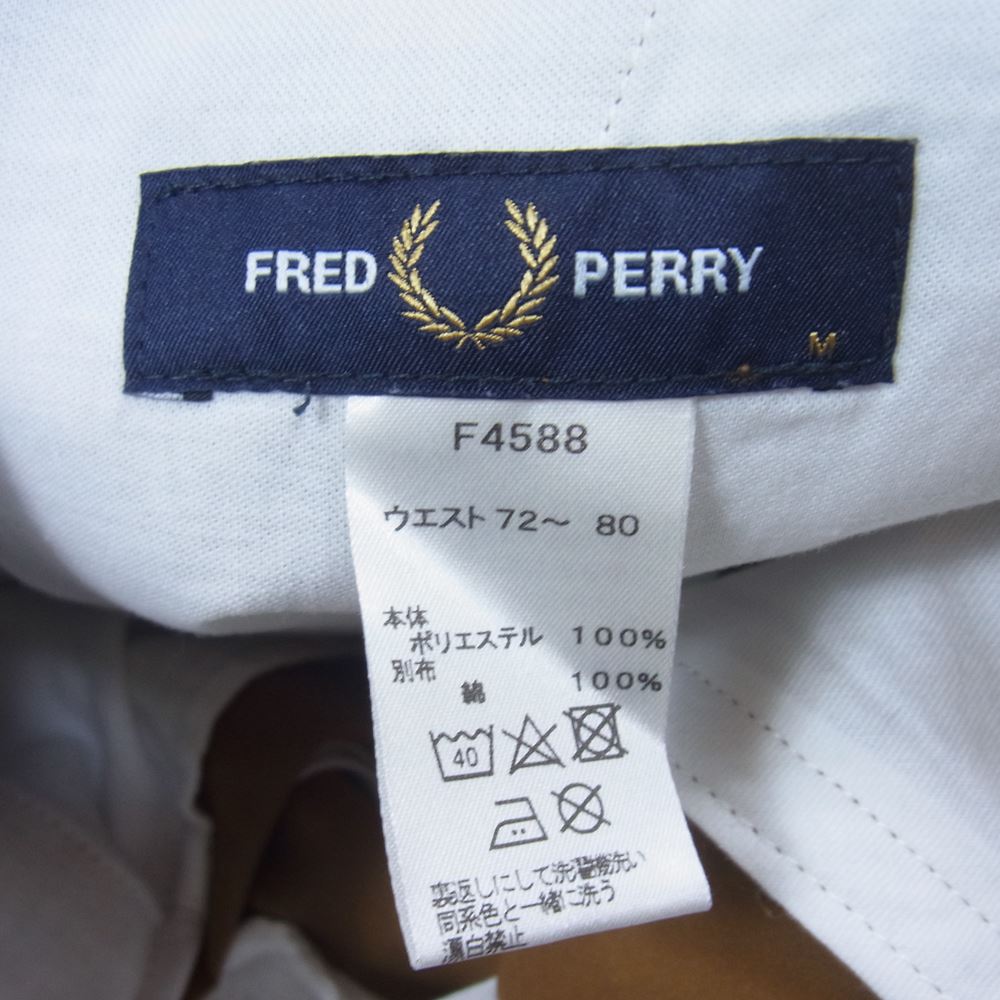 FRED PERRY
M
F4588
ウエスト 72〜 80
本体
ポリエステル 100%
別布
綿 100%
40
裏返しにして洗濯機洗い
同系色と一緒に洗う
漂白禁止